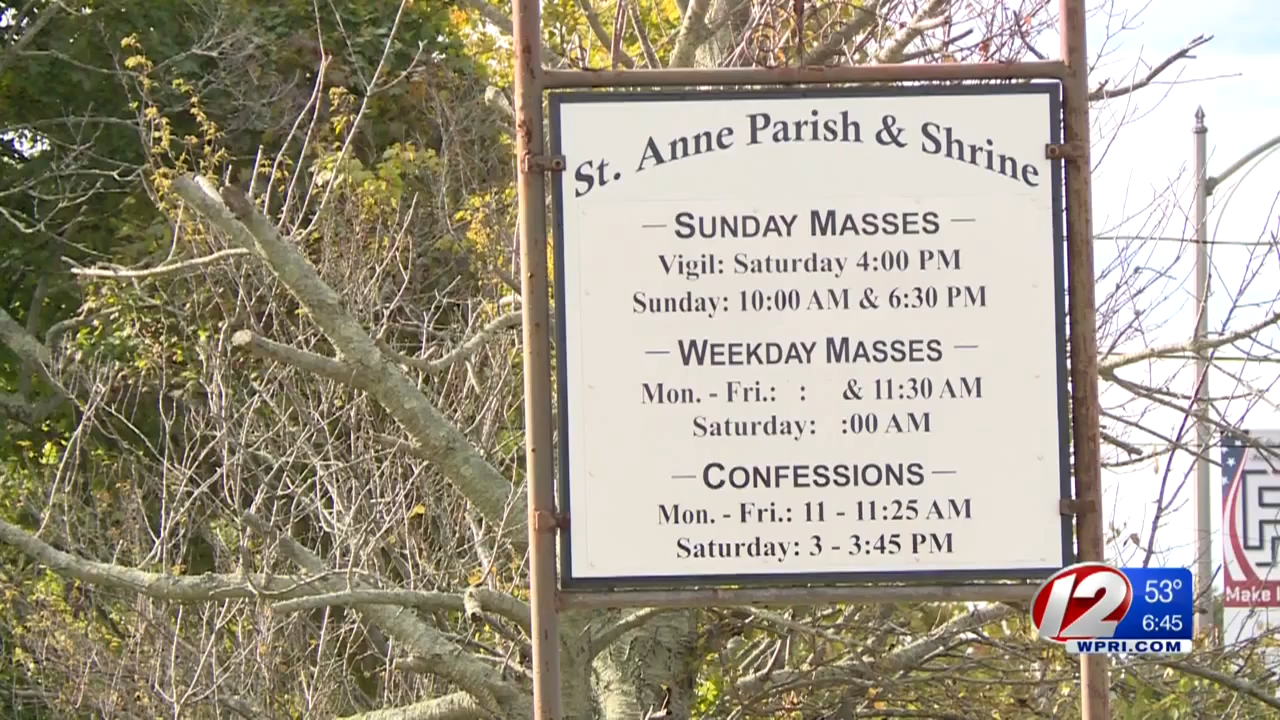 St. Anne Parish & Shrine
— SUNDAY MASSES —
Vigil: Saturday 4:00 PM
Sunday: 10:00 AM & 6:30 PM
— WEEKDAY MASSES —
Mon. - Fri.: : & 11:30 AM
Saturday: :00 AM
— CONFESSIONS —
Mon. - Fri.: 11 - 11:25 AM
Saturday: 3 - 3:45 PM
12
53°
6:45
WPRI.COM
Make